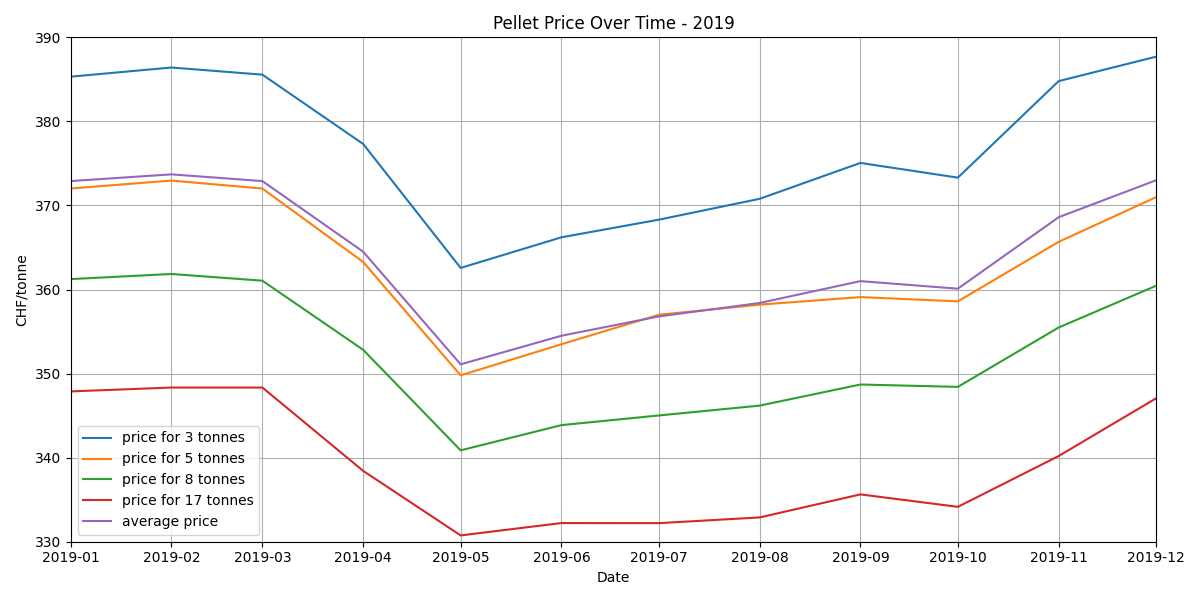 Pellet Price Over Time - 2019
CHF/tonne
390
380
370
360
350
340
330
price for 3 tonnes
price for 5 tonnes
price for 8 tonnes
price for 17 tonnes
average price
2019-01 2019-02 2019-03 2019-04 2019-05 2019-06 2019-07 2019-08 2019-09 2019-10 2019-11 2019-12
Date